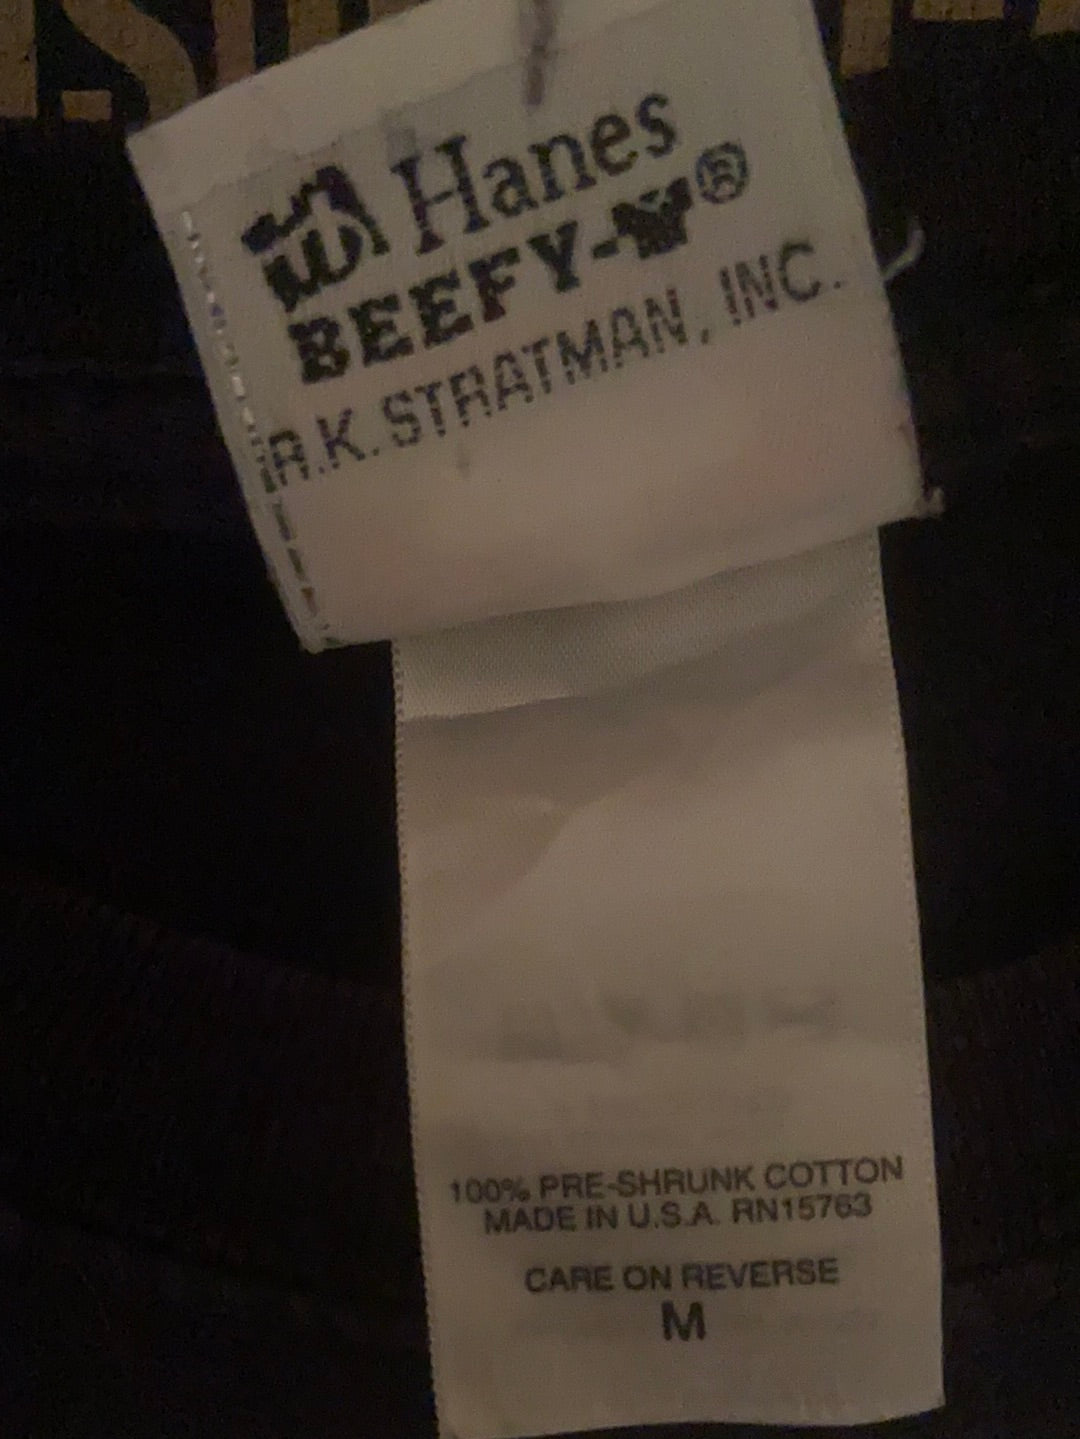 Hanes
BEEFY-T®
R.K. STRATMAN, INC.
100% PRE-SHRUNK COTTON
MADE IN U.S.A. RN15763
CARE ON REVERSE
M